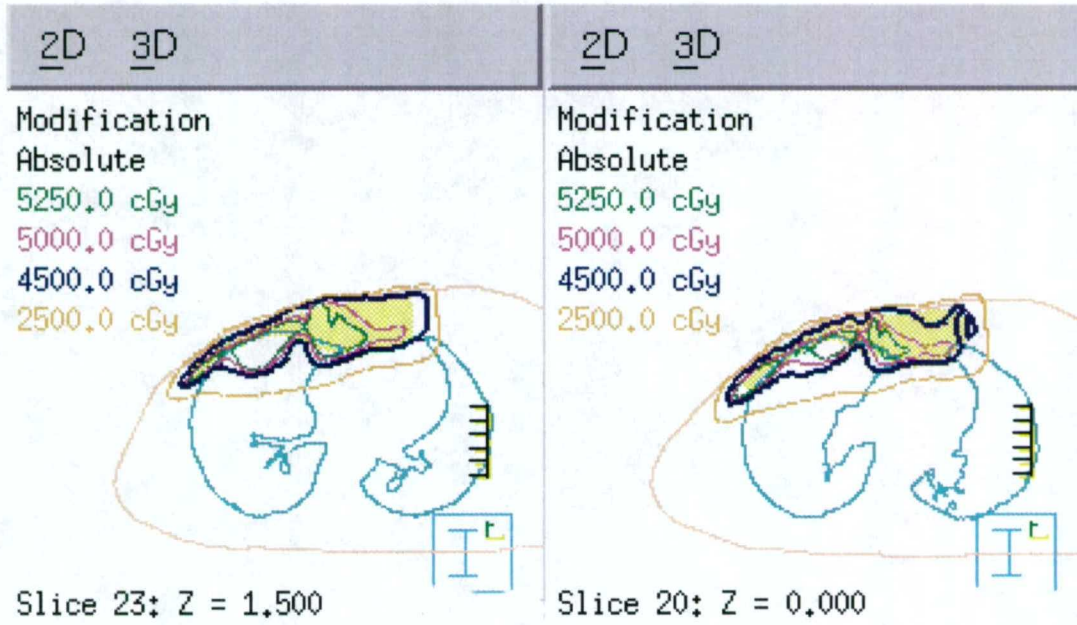 2D 3D
Modification
Absolute
5250.0 cGy
5000.0 cGy
4500.0 cGy
2500.0 cGy
Slice 23: Z = 1.500
2D 3D
Modification
Absolute
5250.0 cGy
5000.0 cGy
4500.0 cGy
2500.0 cGy
Slice 20: Z = 0.000